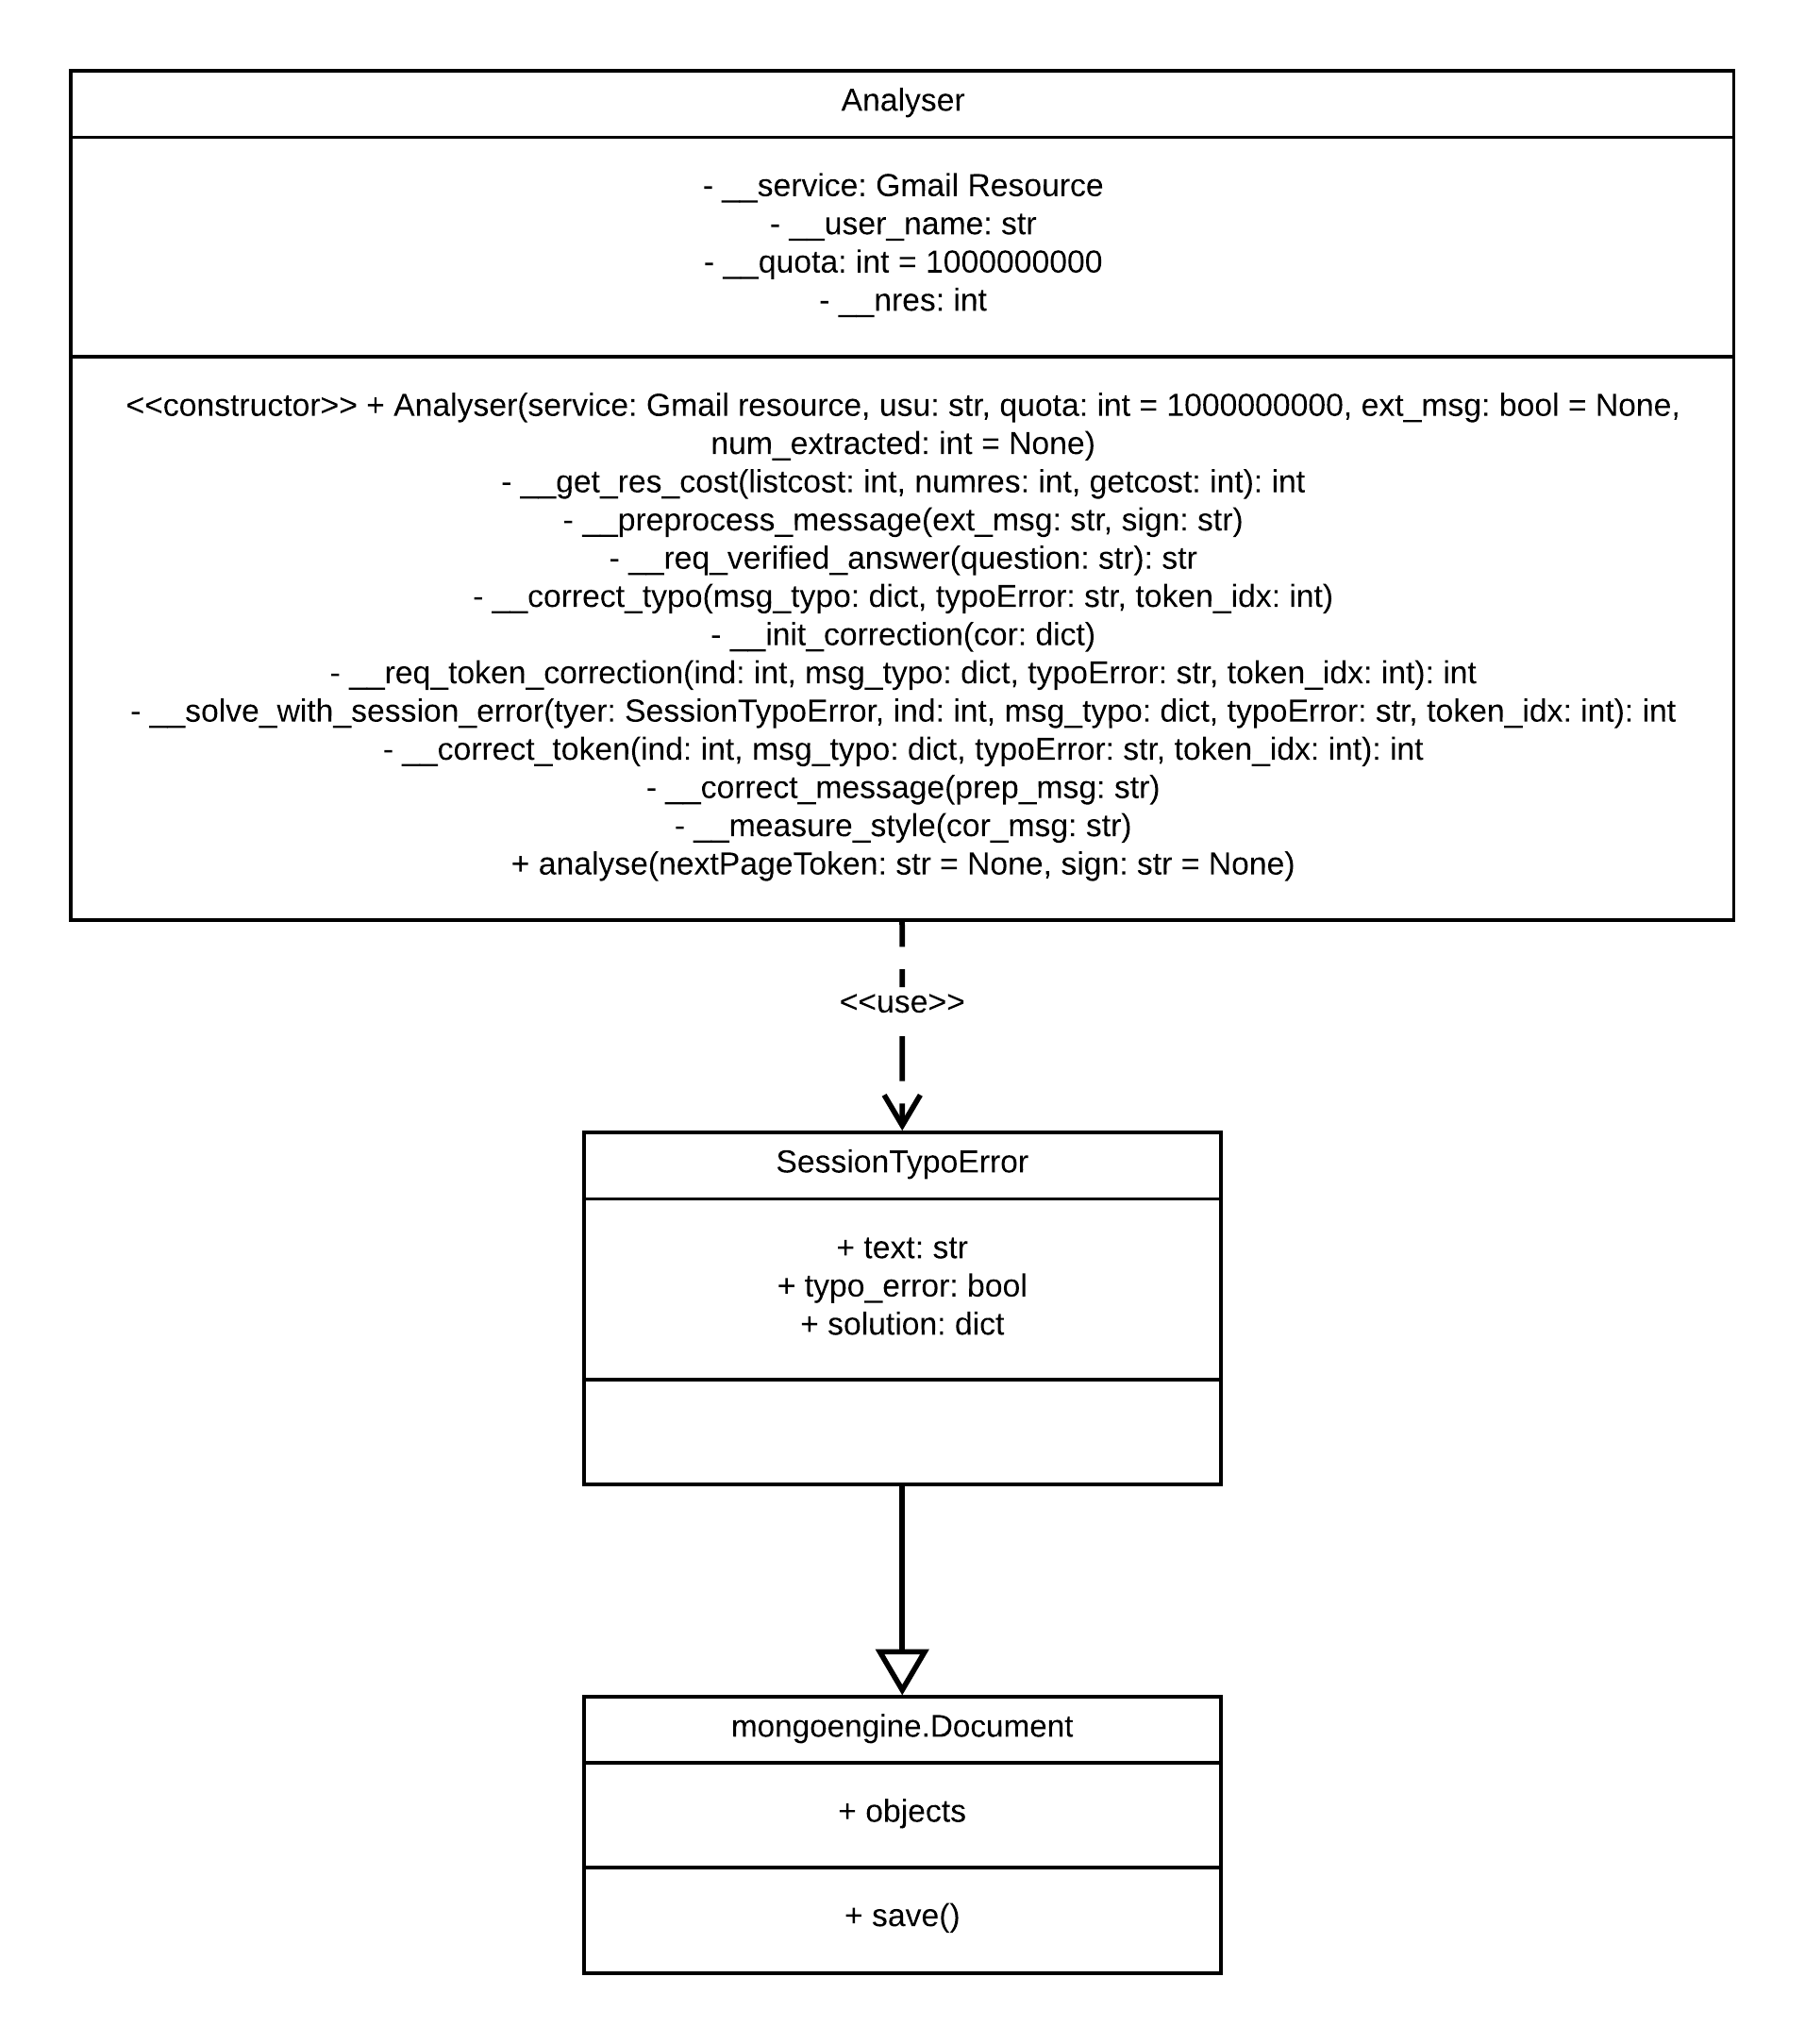 Analyser
- __service: Gmail Resource
- __user_name: str
- __quota: int = 1000000000
- __nres: int
<<constructor>> + Analyser(service: Gmail resource, usu: str, quota: int = 1000000000, ext_msg: bool = None,
num_extracted: int = None)
- __get_res_cost(listcost: int, numres: int, getcost: int): int
- __preprocess_message(ext_msg: str, sign: str)
- __req_verified_answer(question: str): str
- __correct_typo(msg_typo: dict, typoError: str, token_idx: int)
- __init_correction(cor: dict)
- __req_token_correction(ind: int, msg_typo: dict, typoError: str, token_idx: int): int
- __solve_with_session_error(tyer: SessionTypoError, ind: int, msg_typo: dict, typoError: str, token_idx: int): int
- __correct_token(ind: int, msg_typo: dict, typoError: str, token_idx: int): int
- __correct_message(prep_msg: str)
- __measure_style(cor_msg: str)
+ analyse(nextPageToken: str = None, sign: str = None)
<<use>>
SessionTypoError
+ text: str
+ typo_error: bool
+ solution: dict
mongoengine.Document
+ objects
+ save()